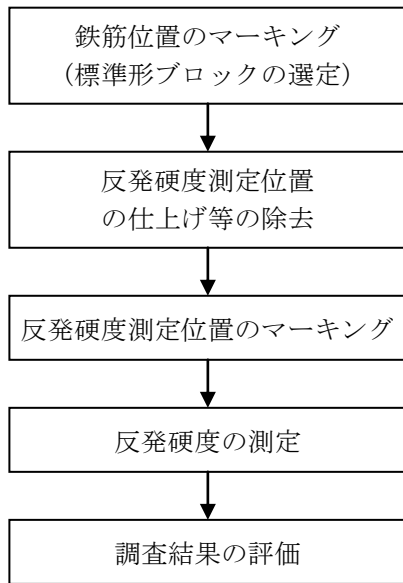 鉄筋位置のマーキング
(標準形ブロックの選定)
反発硬度測定位置
の仕上げ等の除去
反発硬度測定位置のマーキング
反発硬度の測定
調査結果の評価